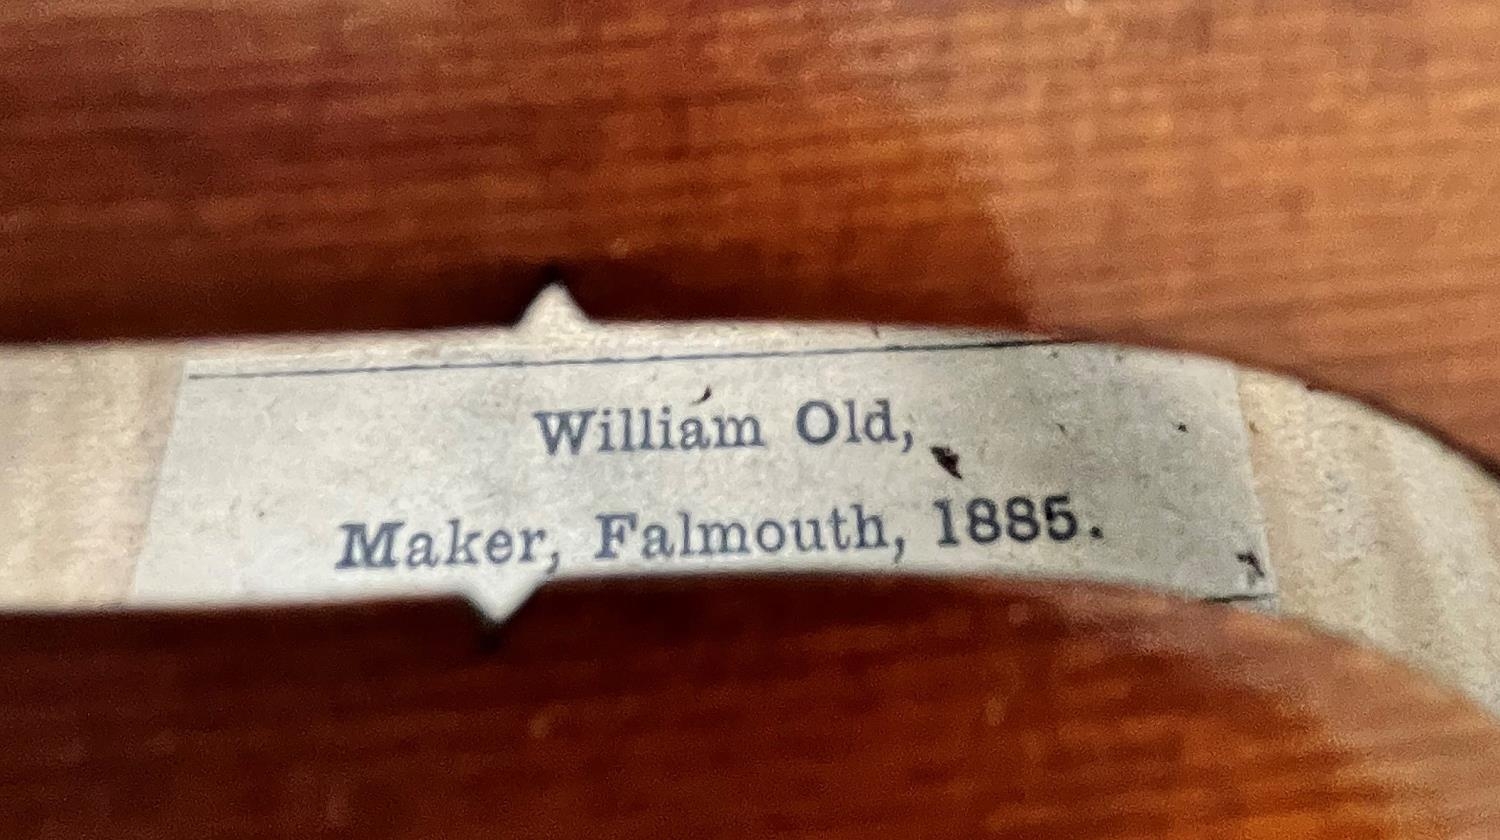 William Old,
Maker, Falmouth, 1885.